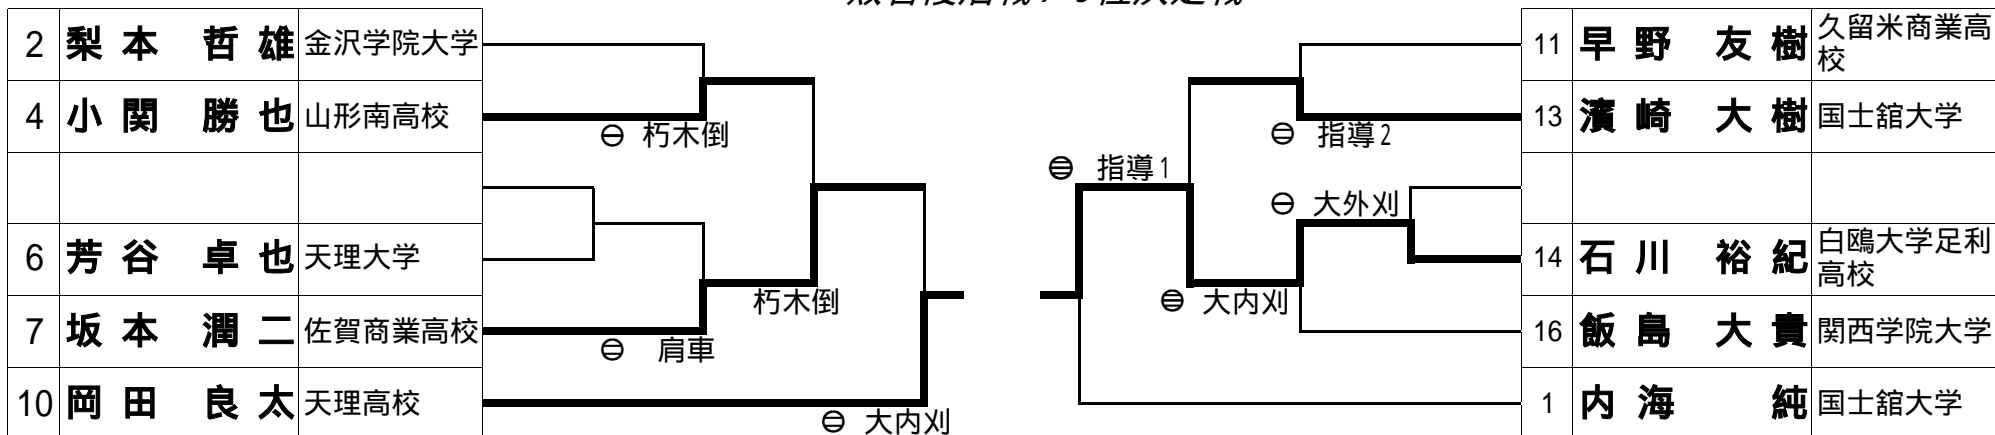 敗者復活戦・3位決定戦
2 梨本 哲雄 金沢学院大学
4 小関 勝也 山形南高校
6 芳谷 卓也 天理大学
7 坂本 潤二 佐賀商業高校
10 岡田 良太 天理高校
朽木倒
朽木倒
肩車
大内刈
指導1
指導2
大外刈
大内刈
11 早野 友樹 久留米商業高
校
13 濱崎 大樹 国士舘大学
14 石川 裕紀 白鴎大学足利
高校
16 飯島 大貴 関西学院大学
1 内海 純 国士舘大学